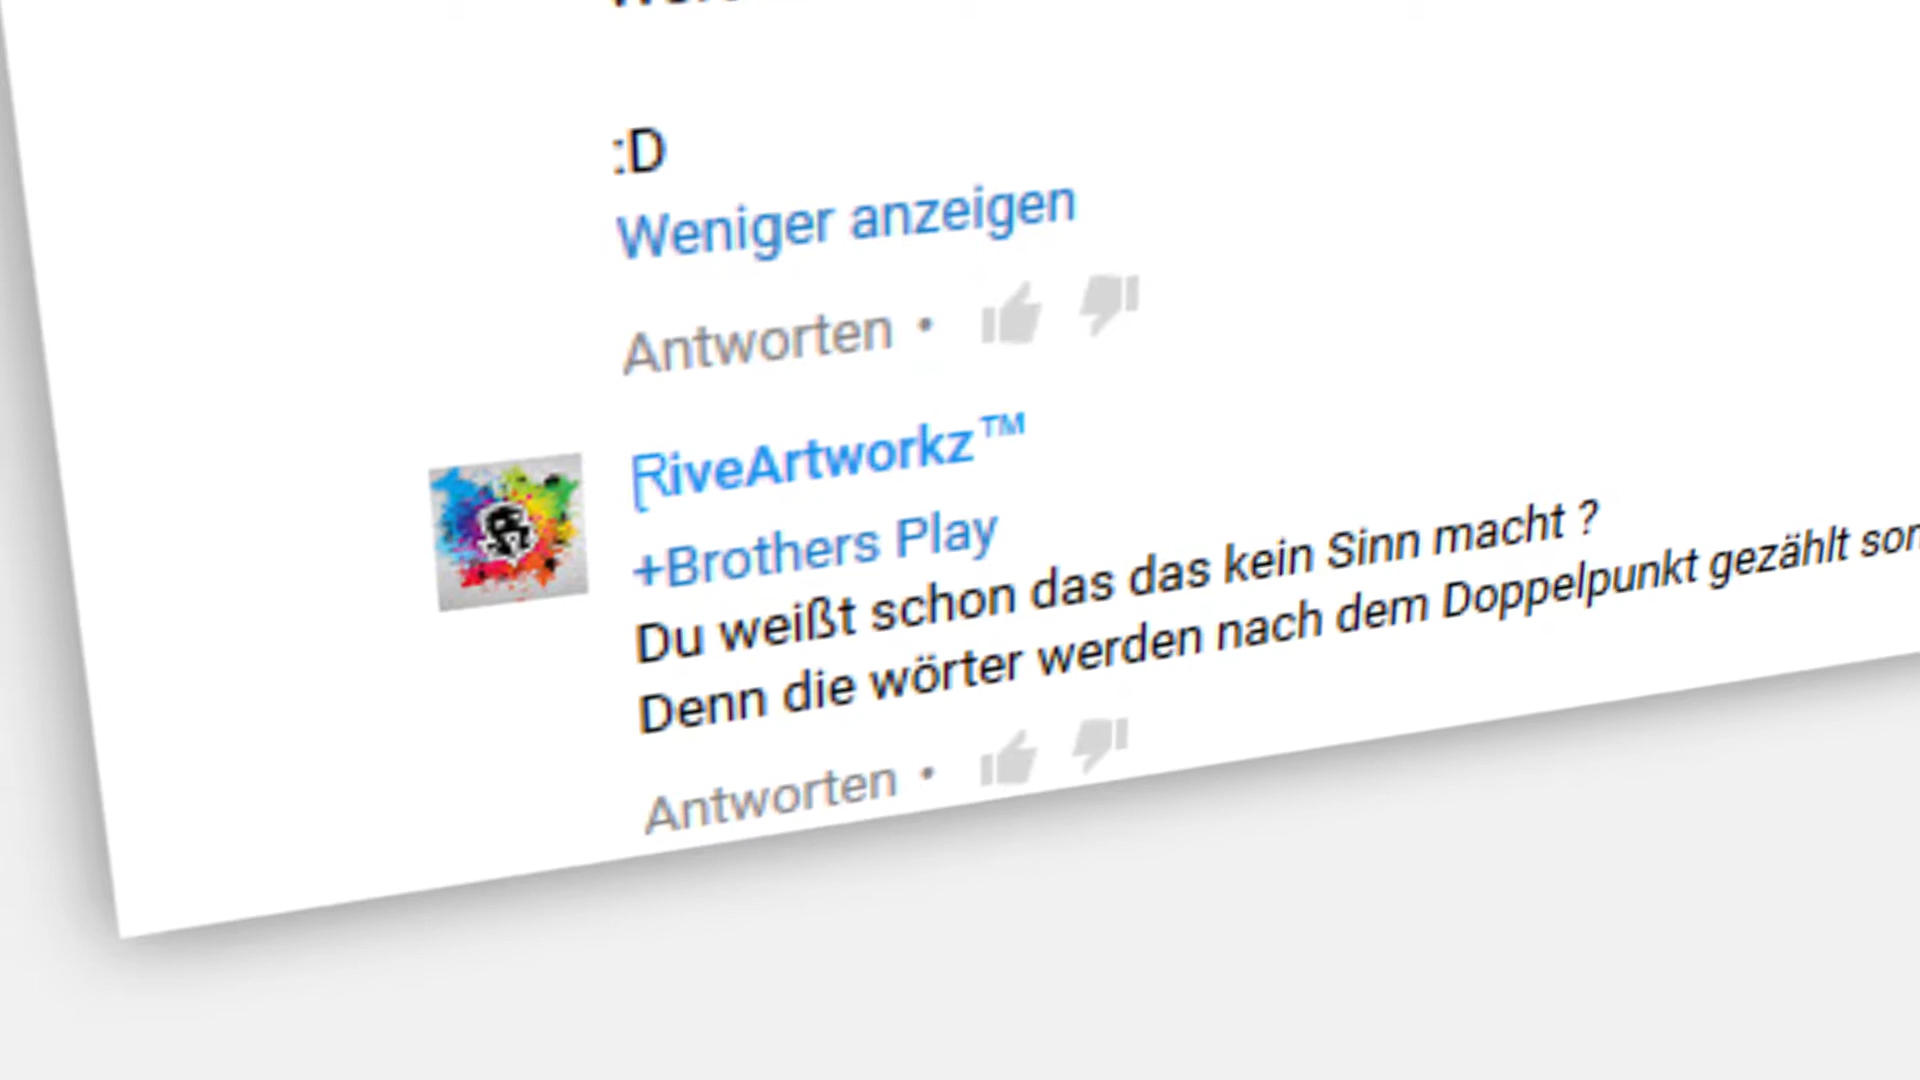 :D
Weniger anzeigen
Antworten •
RiveArtworkz™
+Brothers Play
Du weißt schon das das kein Sinn macht ?
Denn die wörter werden nach dem Doppelpunkt gezählt
Antworten •